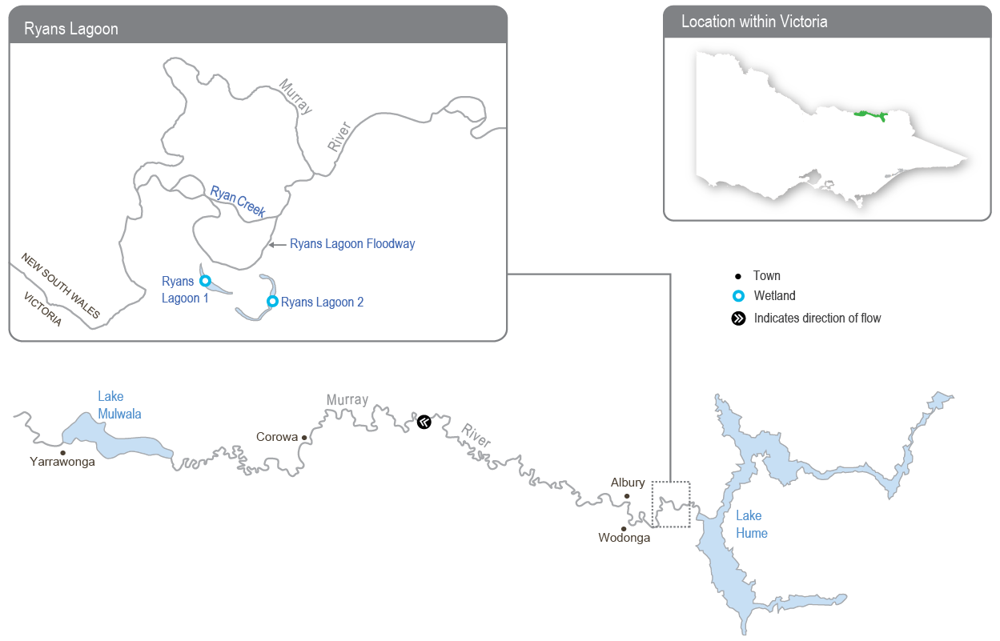 Ryans Lagoon
Location within Victoria
Murray
River
Ryan Creek
Ryans Lagoon Floodway
NEW SOUTH WALES
VICTORIA
Ryans
Lagoon 1
Ryans Lagoon 2
Town
Wetland
Indicates direction of flow
Lake
Mulwala
Yarrawonga
Corowa
Murray
River
Albury
Wodonga
Lake
Hume